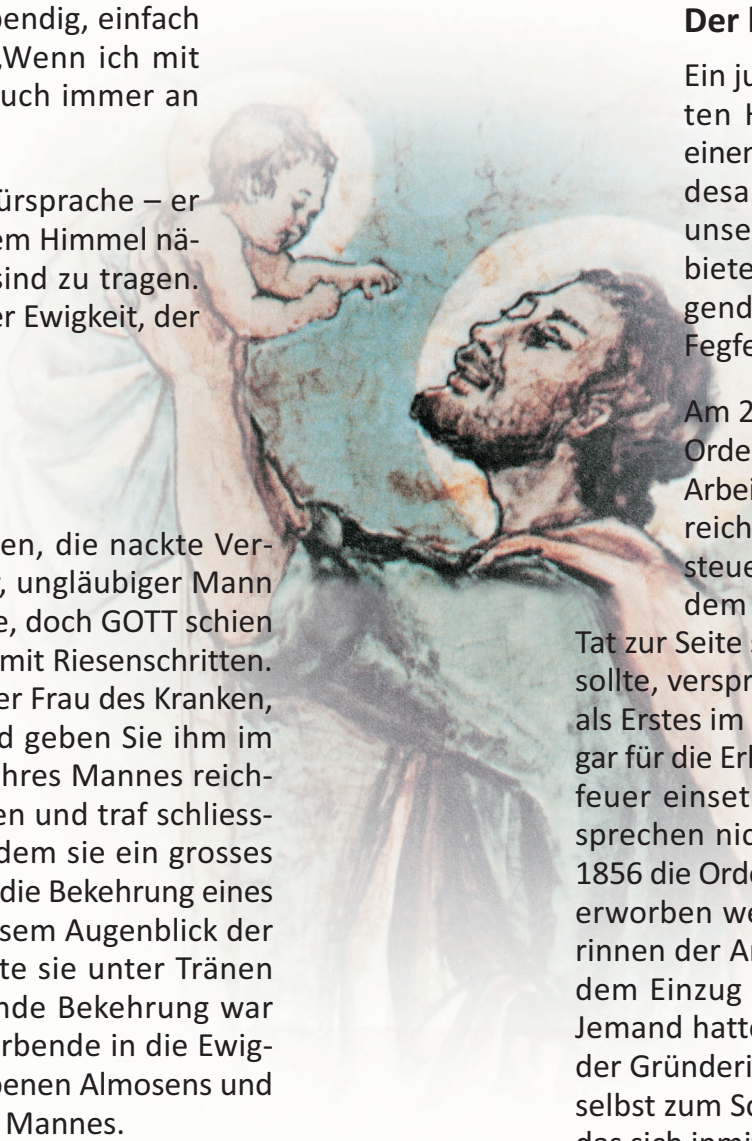 bendig, einfach
‚Wenn ich mit
uch immer an
ürsprache – er
em Himmel nä-
sind zu tragen.
er Ewigkeit, der
en, die nackte Ver-
, ungläubiger Mann
e, doch GOTT schien
mit Riesenschritten.
er Frau des Kranken,
d geben Sie ihm im
hres Mannes reich-
en und traf schliess-
dem sie ein grosses
die Bekehrung eines
sem Augenblick der
te sie unter Tränen
nde Bekehrung war
rbende in die Ewig-
benen Almosens und
Mannes.
Der
Ein ju
ten H
einen
desa
unse
biete
gend
Fegfe
Am 2
Orde
Arbei
reich
steue
dem
Tat zur Seite
sollte, verspr
als Erstes im
gar für die Erl
feuer einset
sprechen nic
1856 die Orde
erworben we
rinnen der Ar
dem Einzug
Jemand hatte
der Gründeri
selbst zum Sc
das sich inmit